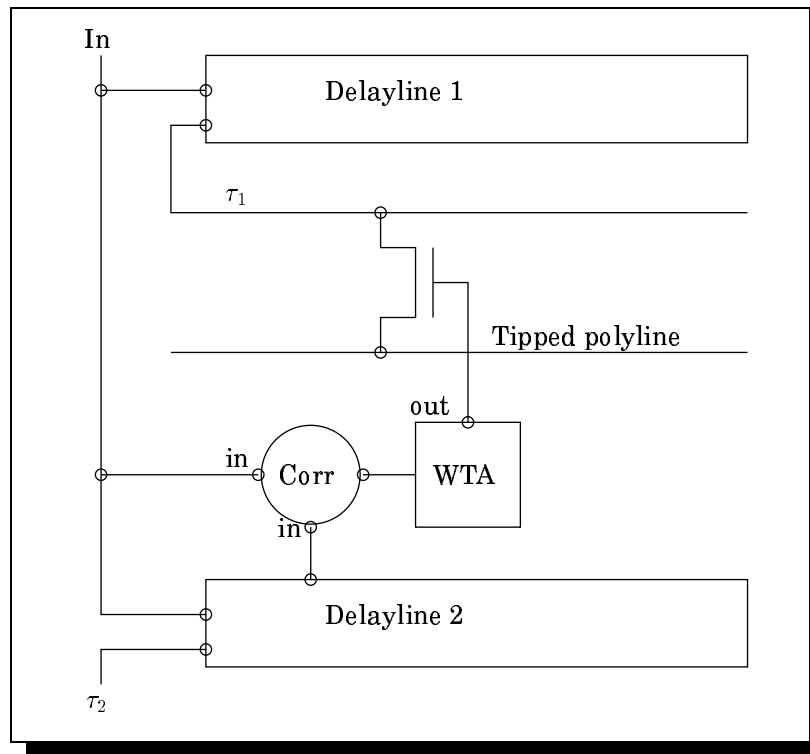 In
Delayline 1
τ₁
Tipped polyline
out
in
Corr
WTA
in
Delayline 2
τ₂